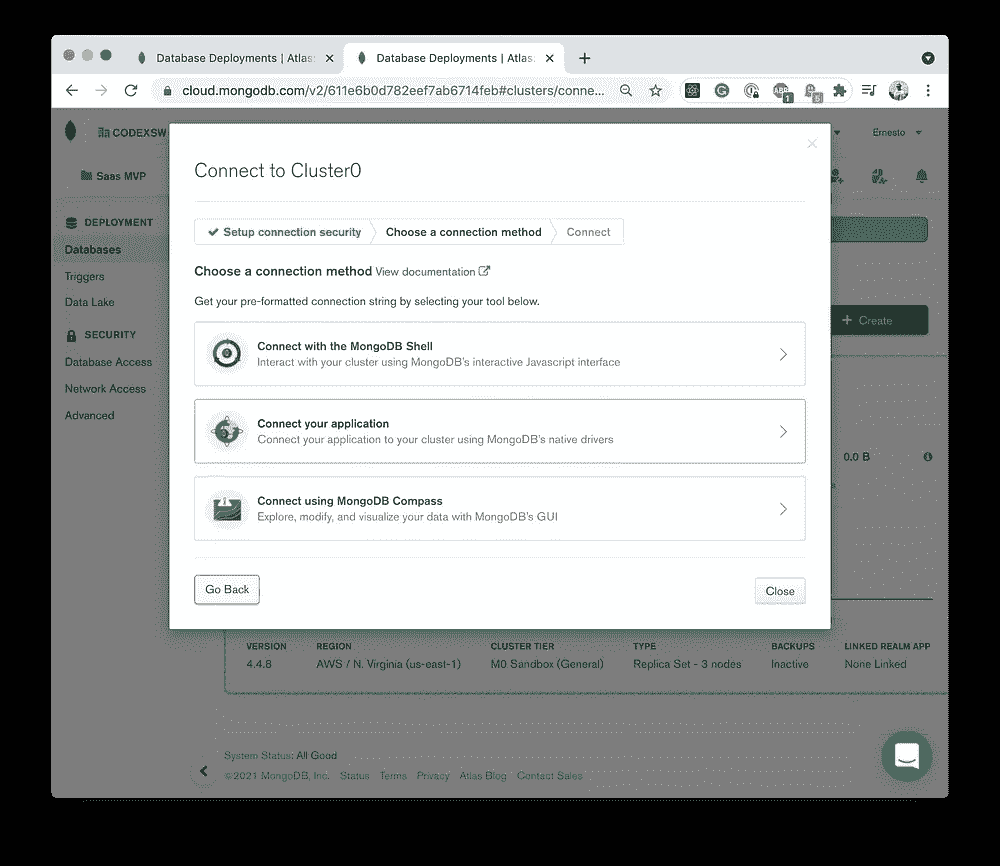 Database Deployments | Atlas:
Database Deployments | Atlas:
cloud.mongodb.com/v2/611e6b0d782eef7ab6714feb#clusters/conne...
1
5
CODEXSW
Ernesto
Saas MVP
DEPLOYMENT
Databases
Triggers
Data Lake
SECURITY
Database Access
Network Access
Advanced
Connect to Cluster0
Setup connection security
Choose a connection method
Connect
Choose a connection method View documentation
Get your pre-formatted connection string by selecting your tool below.
Connect with the MongoDB Shell
Interact with your cluster using MongoDB's interactive Javascript interface
Connect your application
Connect your application to your cluster using MongoDB's native drivers
Connect using MongoDB Compass
Explore, modify, and visualize your data with MongoDB's GUI
Go Back
Close
+ Create
0.0 B
VERSION REGION CLUSTER TIER TYPE BACKUPS LINKED REALM APP
4.4.8 AWS / N. Virginia (us-east-1) M0 Sandbox (General) Replica Set - 3 nodes Inactive None Linked
System Status: All Good
©2021 MongoDB, Inc. Status Terms Privacy Atlas Blog Contact Sales